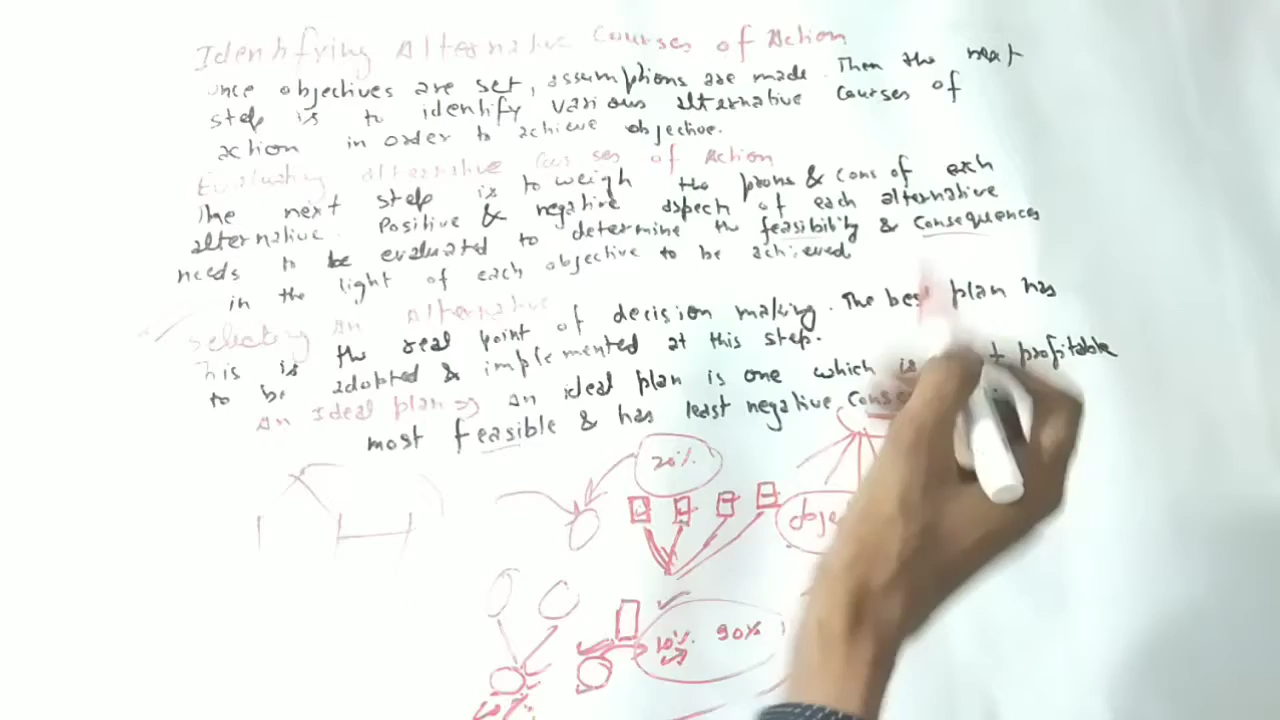 Identifying Alternative Courses of Action
Once objectives are set, assumptions are made. Then the next
step is to identify various alternative courses of
action in order to achieve objective.
Evaluating alternative Courses of Action
The next step is to weigh the prons & cons of each
alternative. Positive & negative aspect of each alternative
needs to be evaluated to determine the feasibility & Consequences
in the light of each objective to be achieved
Selecting An Alternative
This is the real point of decision making. The best plan has
to be adopted & implemented at this step.
An Ideal plan => an ideal plan is one which is profitable
most feasible & has least negative
20%
obje
10% 90%